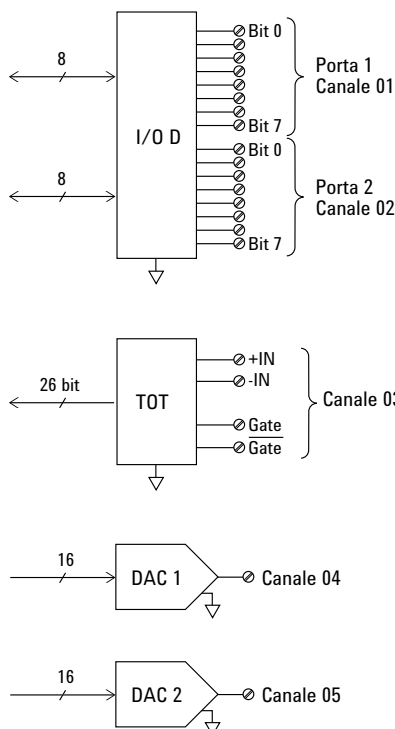 8
Bit 0
Porta 1
Canale 01
I/O D
Bit 7
Bit 0
8
Porta 2
Canale 02
Bit 7
+IN
-IN
26 bit
TOT
Canale 03
Gate
Gate
16
DAC 1
Canale 04
16
DAC 2
Canale 05